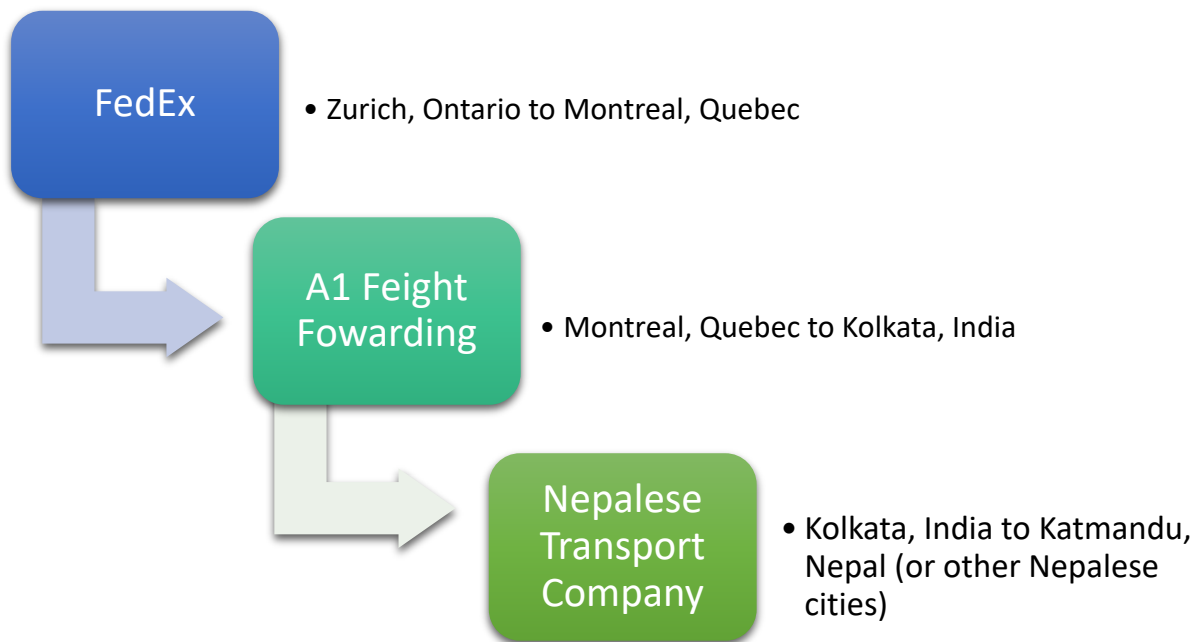 FedEx
• Zurich, Ontario to Montreal, Quebec
A1 Feight
Fowarding
• Montreal, Quebec to Kolkata, India
Nepalese
Transport
Company
• Kolkata, India to Katmandu,
Nepal (or other Nepalese
cities)